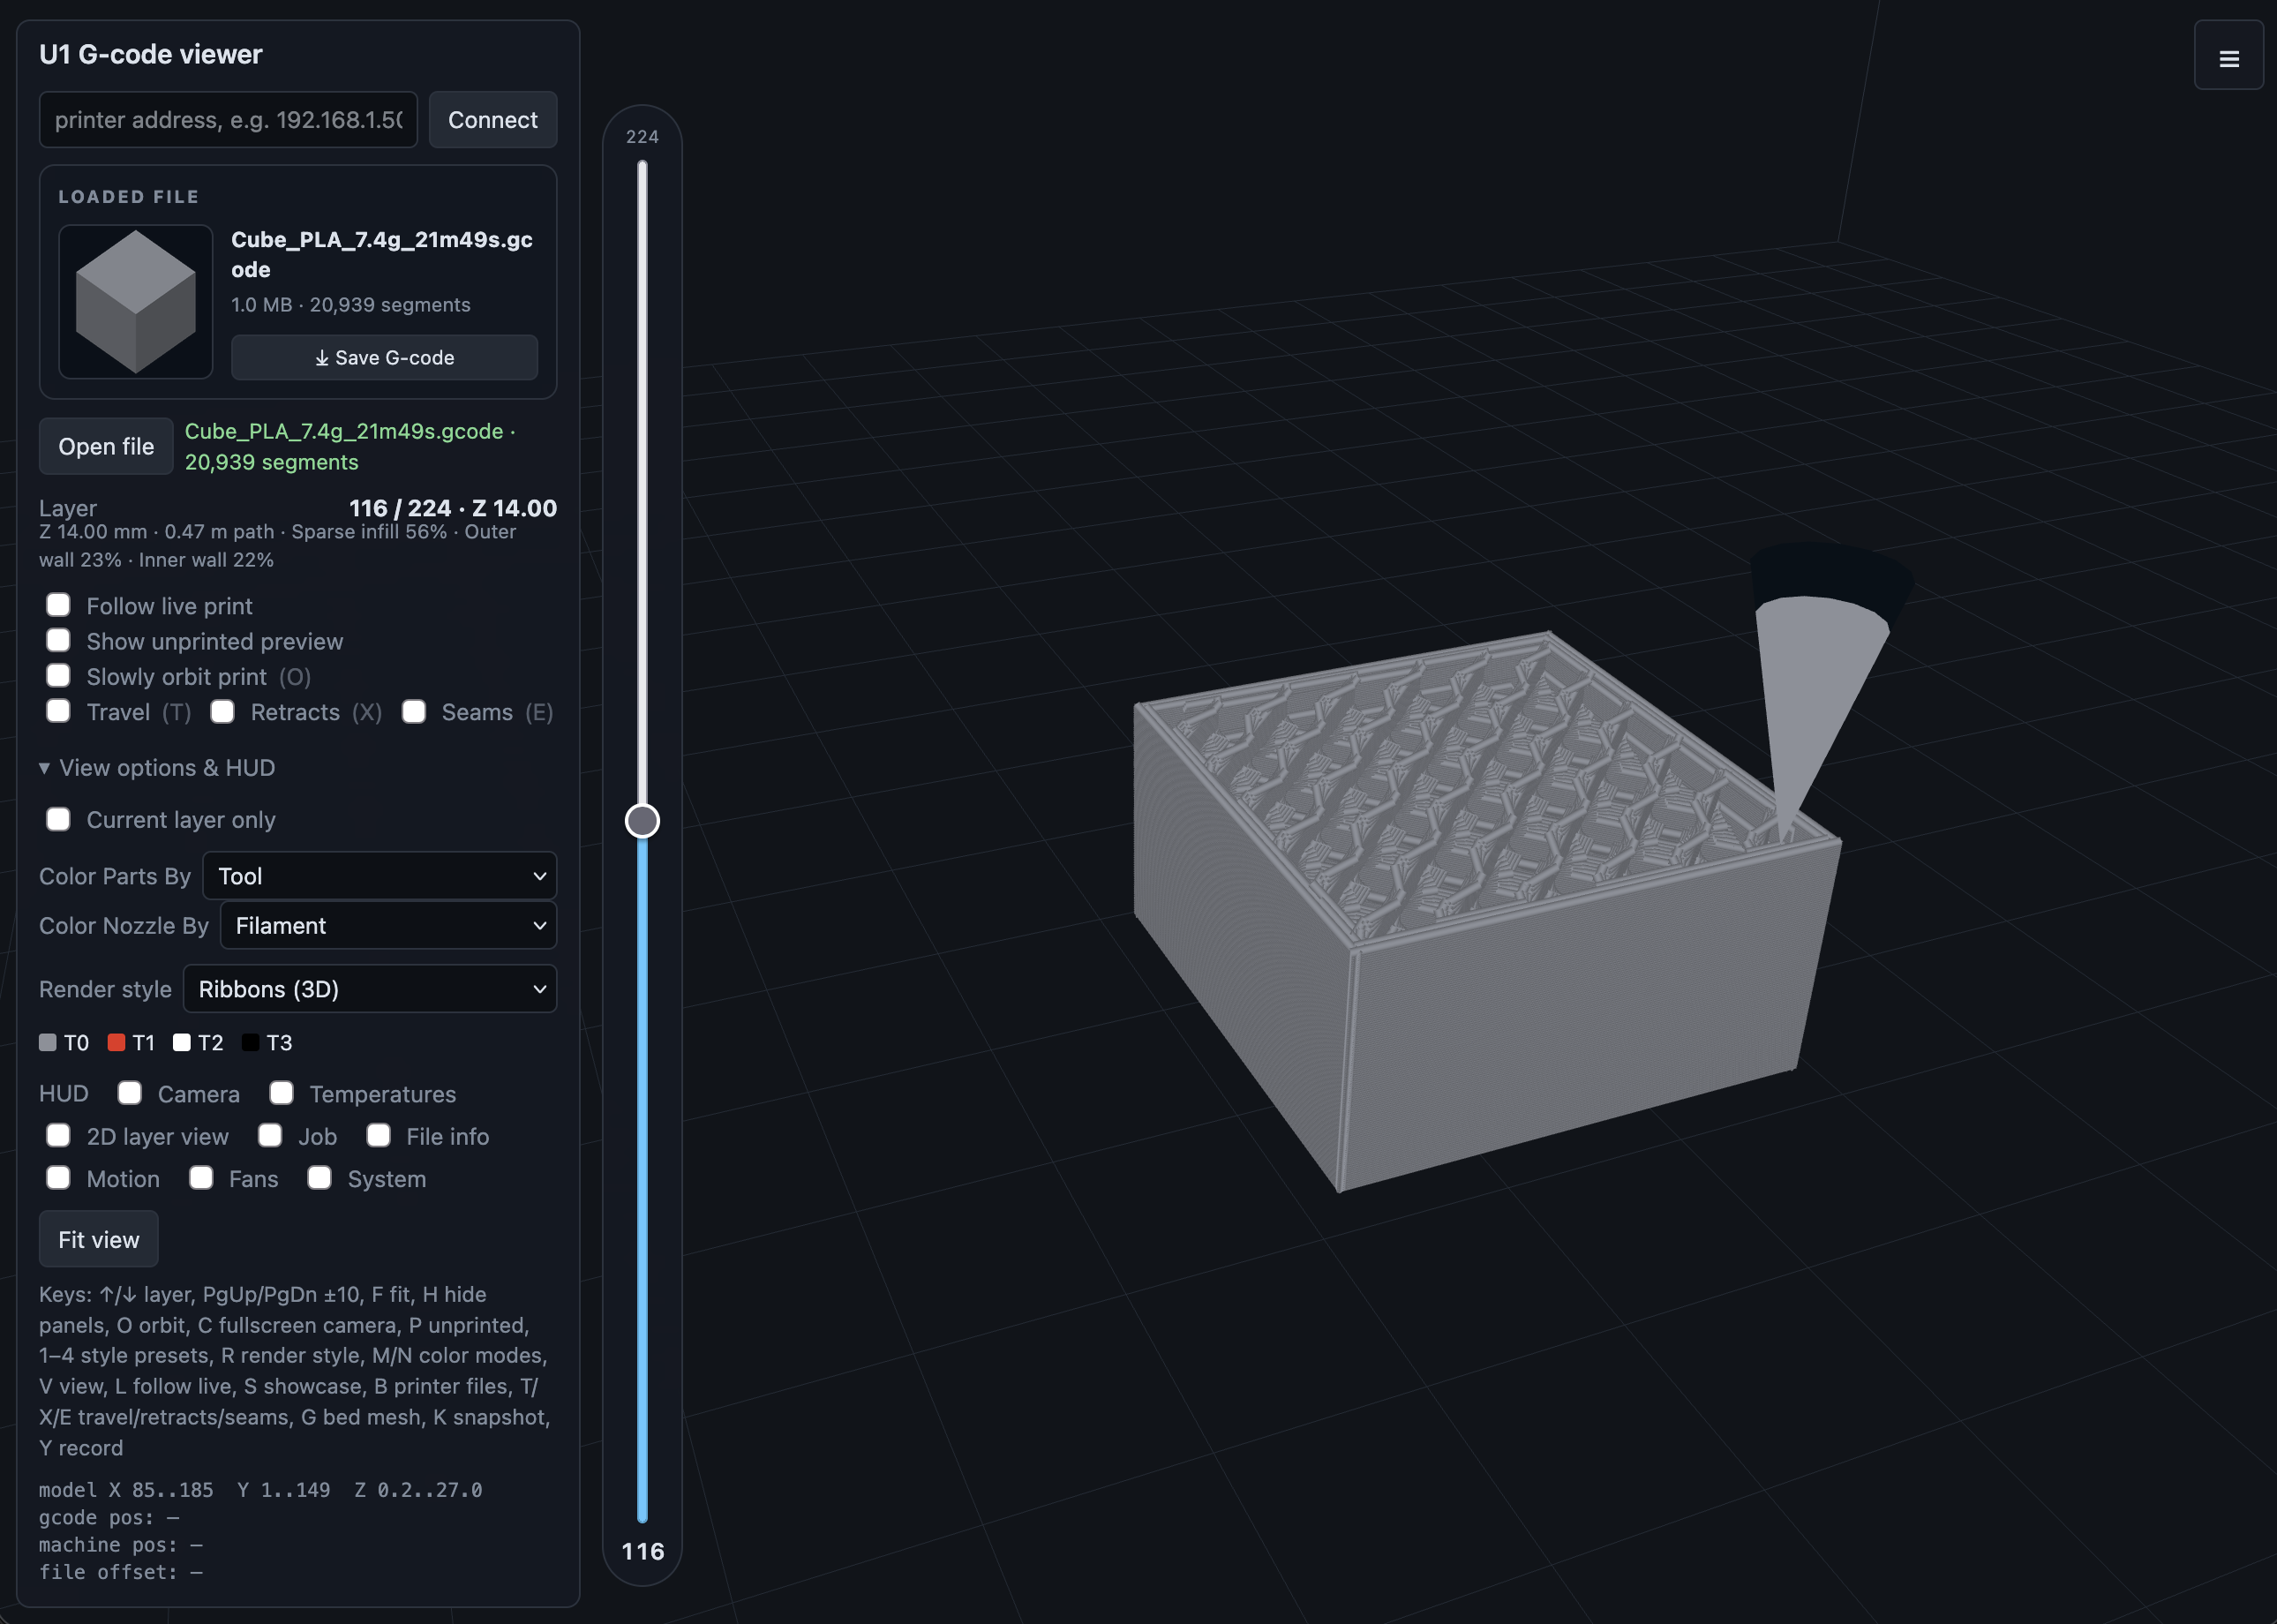 U1 G-code viewer
printer address, e.g. 192.168.1.50
Connect
LOADED FILE
Cube_PLA_7.4g_21m49s.gc
ode
1.0 MB · 20,939 segments
Save G-code
Open file
Cube_PLA_7.4g_21m49s.gcode ·
20,939 segments
Layer 116 / 224 · Z 14.00
Z 14.00 mm · 0.47 m path · Sparse infill 56% · Outer
wall 23% · Inner wall 22%
Follow live print
Show unprinted preview
Slowly orbit print (O)
Travel (T) Retracts (X) Seams (E)
▾ View options & HUD
Current layer only
Color Parts By Tool
Color Nozzle By Filament
Render style Ribbons (3D)
T0 T1 T2 T3
HUD Camera Temperatures
2D layer view Job File info
Motion Fans System
Fit view
Keys: ↑/↓ layer, PgUp/PgDn ±10, F fit, H hide
panels, O orbit, C fullscreen camera, P unprinted,
1–4 style presets, R render style, M/N color modes,
V view, L follow live, S showcase, B printer files, T/
X/E travel/retracts/seams, G bed mesh, K snapshot,
Y record
model X 85..185 Y 1..149 Z 0.2..27.0
gcode pos: –
machine pos: –
file offset: –
224
116